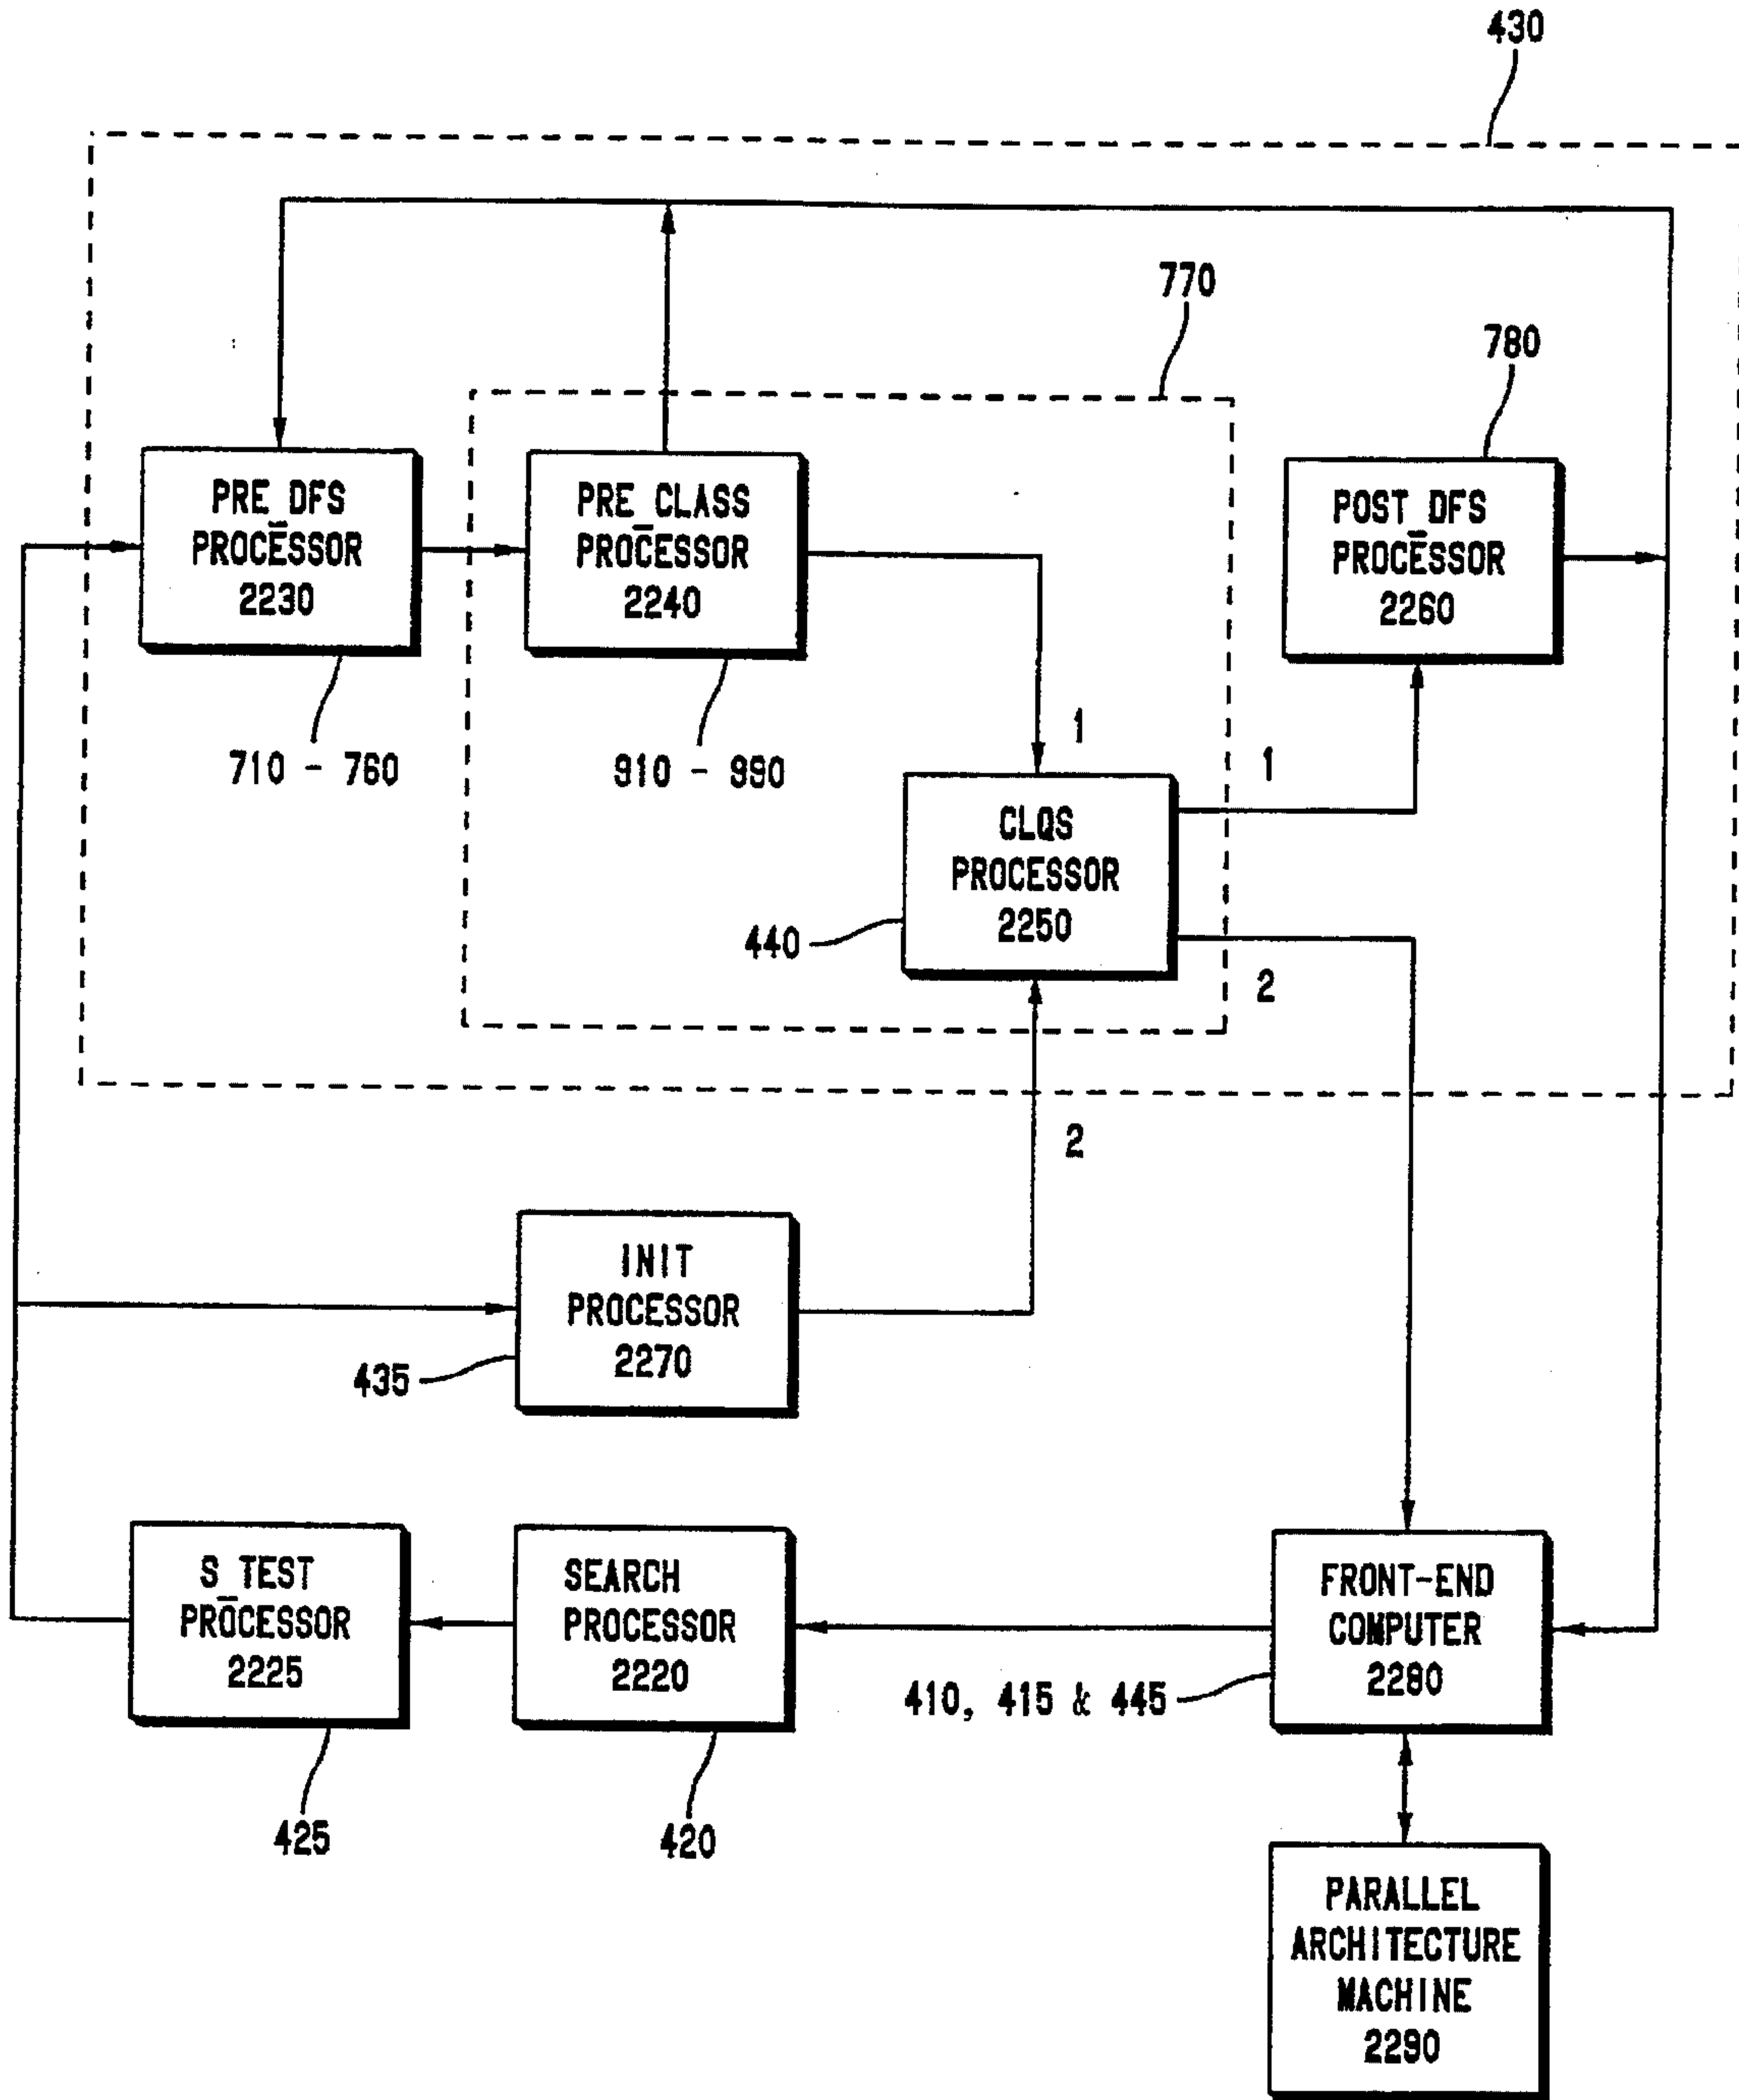 430
770
780
PRE_DFS
PROCESSOR
2230
PRE_CLASS
PROCESSOR
2240
POST_DFS
PROCESSOR
2260
710 - 760
910 - 990
1
1
CLQS
PROCESSOR
2250
440
2
2
INIT
PROCESSOR
2270
435
S_TEST
PROCESSOR
2225
SEARCH
PROCESSOR
2220
FRONT-END
COMPUTER
2280
410, 415 & 445
425
420
PARALLEL
ARCHITECTURE
MACHINE
2290